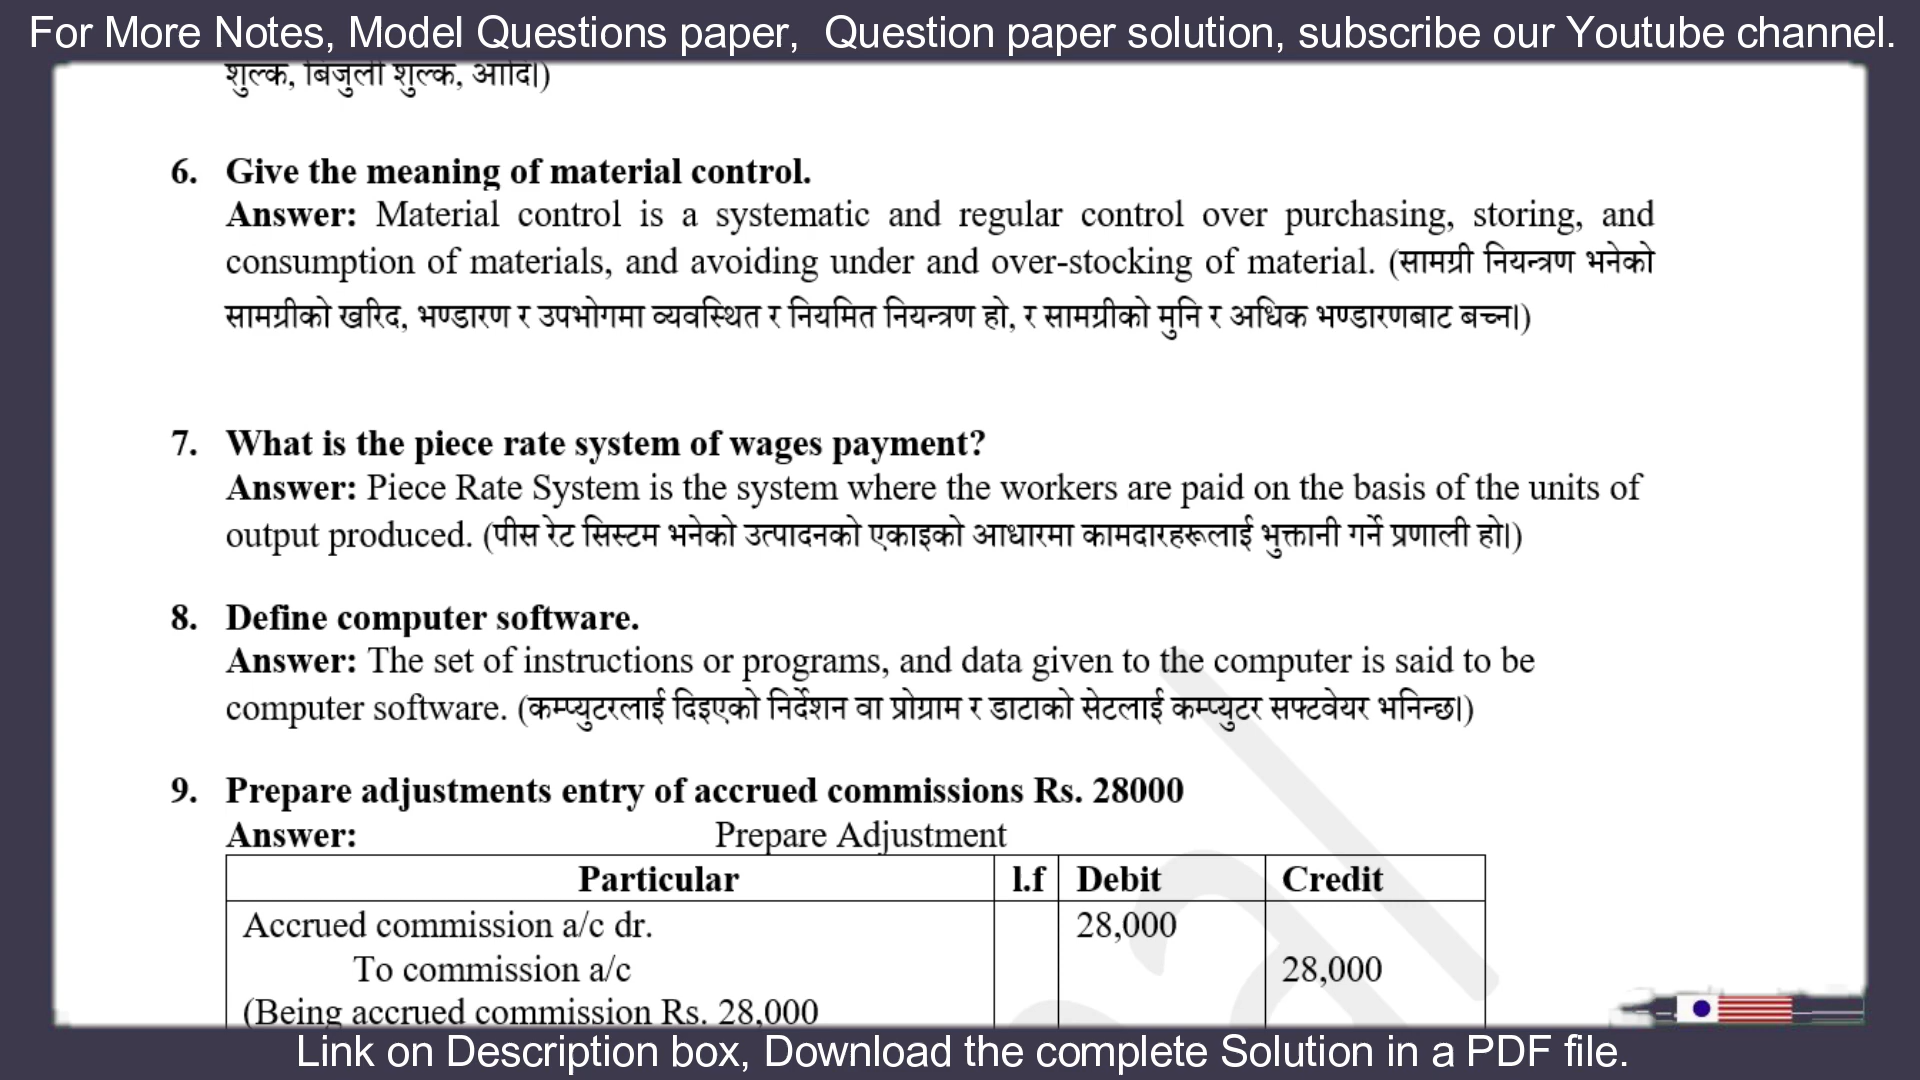 For More Notes, Model Questions paper, Question paper solution, subscribe our Youtube channel.
शुल्क, बिजुली शुल्क, आदि।)
6. Give the meaning of material control.
Answer: Material control is a systematic and regular control over purchasing, storing, and
consumption of materials, and avoiding under and over-stocking of material. (सामग्री नियन्त्रण भनेको
सामग्रीको खरिद, भण्डारण र उपभोगमा व्यवस्थित र नियमित नियन्त्रण हो, र सामग्रीको मुनि र अधिक भण्डारणबाट बच्न।)
7. What is the piece rate system of wages payment?
Answer: Piece Rate System is the system where the workers are paid on the basis of the units of
output produced. (पीस रेट सिस्टम भनेको उत्पादनको एकाइको आधारमा कामदारहरूलाई भुक्तानी गर्ने प्रणाली हो।)
8. Define computer software.
Answer: The set of instructions or programs, and data given to the computer is said to be
computer software. (कम्प्युटरलाई दिइएको निर्देशन वा प्रोग्राम र डाटाको सेटलाई कम्प्युटर सफ्टवेयर भनिन्छ।)
9. Prepare adjustments entry of accrued commissions Rs. 28000
Answer: Prepare Adjustment
Particular l.f Debit Credit
Accrued commission a/c dr. 28,000
To commission a/c 28,000
(Being accrued commission Rs. 28,000
Link on Description box, Download the complete Solution in a PDF file.